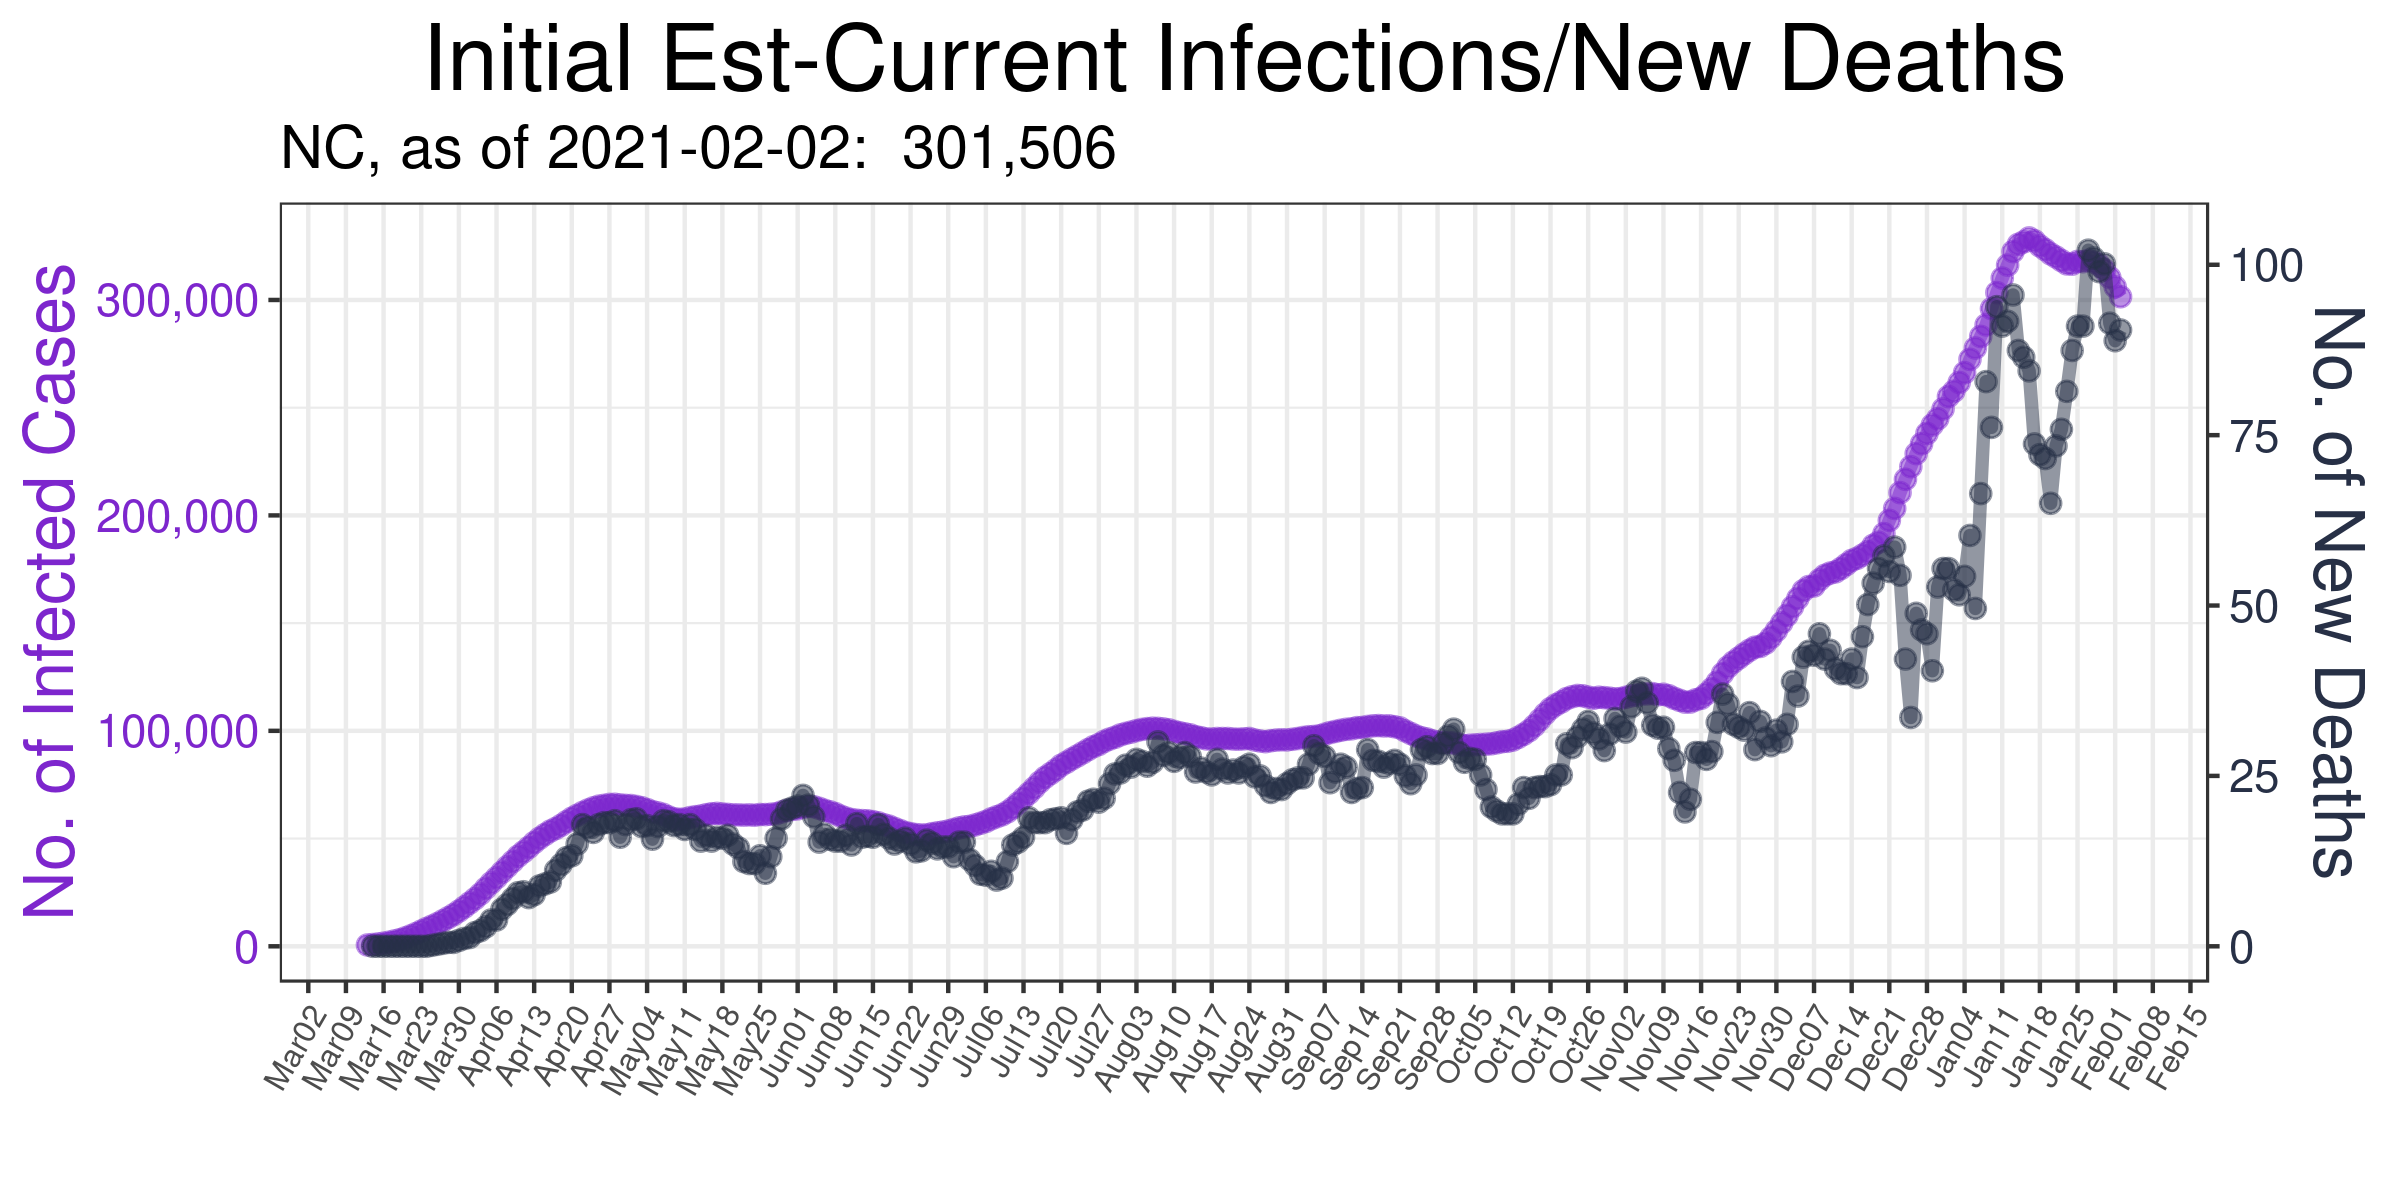 Initial Est-Current Infections/New Deaths
NC, as of 2021-02-02:  301,506
No. of Infected Cases
300,000
200,000
100,000
0
100
75
50
25
0
No. of New Deaths
Mar02
Mar09
Mar16
Mar23
Mar30
Apr06
Apr13
Apr20
Apr27
May04
May11
May18
May25
Jun01
Jun08
Jun15
Jun22
Jun29
Jul06
Jul13
Jul20
Jul27
Aug03
Aug10
Aug17
Aug24
Aug31
Sep07
Sep14
Sep21
Sep28
Oct05
Oct12
Oct19
Oct26
Nov02
Nov09
Nov16
Nov23
Nov30
Dec07
Dec14
Dec21
Dec28
Jan04
Jan11
Jan18
Jan25
Feb01
Feb08
Feb15